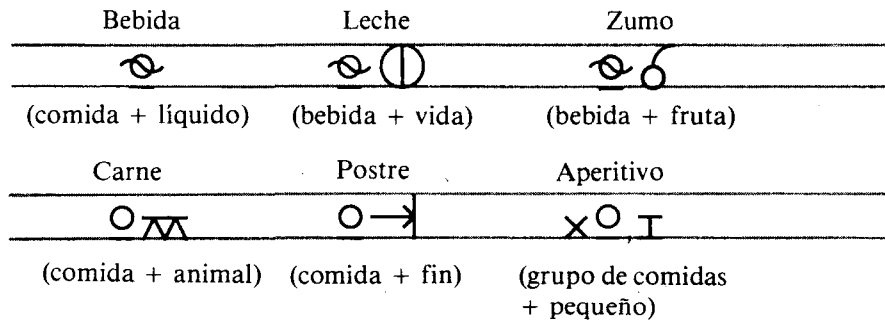 Bebida Leche Zumo
(comida + líquido) (bebida + vida) (bebida + fruta)
Carne Postre Aperitivo
(comida + animal) (comida + fin) (grupo de comidas
+ pequeño)